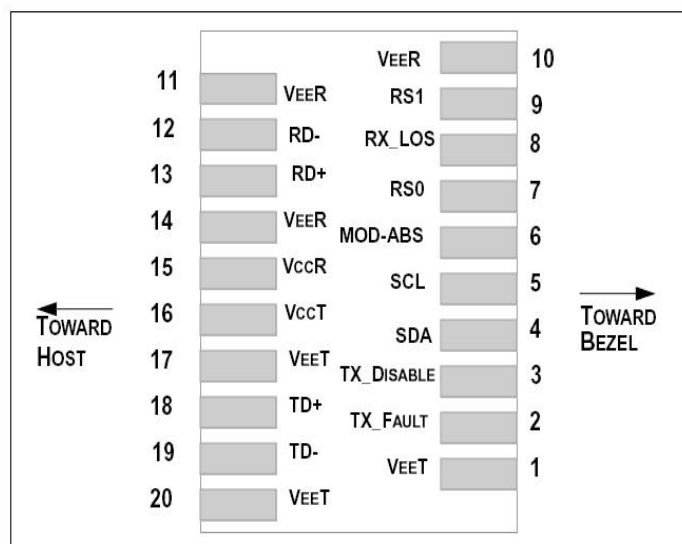 VEER 10
11 VEER
RS1 9
12 RD-
RX_LOS 8
13 RD+
RS0 7
14 VEER
MOD-ABS 6
15 VCCR
SCL 5
16 VCCT
SDA 4
17 VEET
TX_DISABLE 3
18 TD+
TX_FAULT 2
19 TD-
VEET 1
20 VEET
TOWARD
HOST
TOWARD
BEZEL